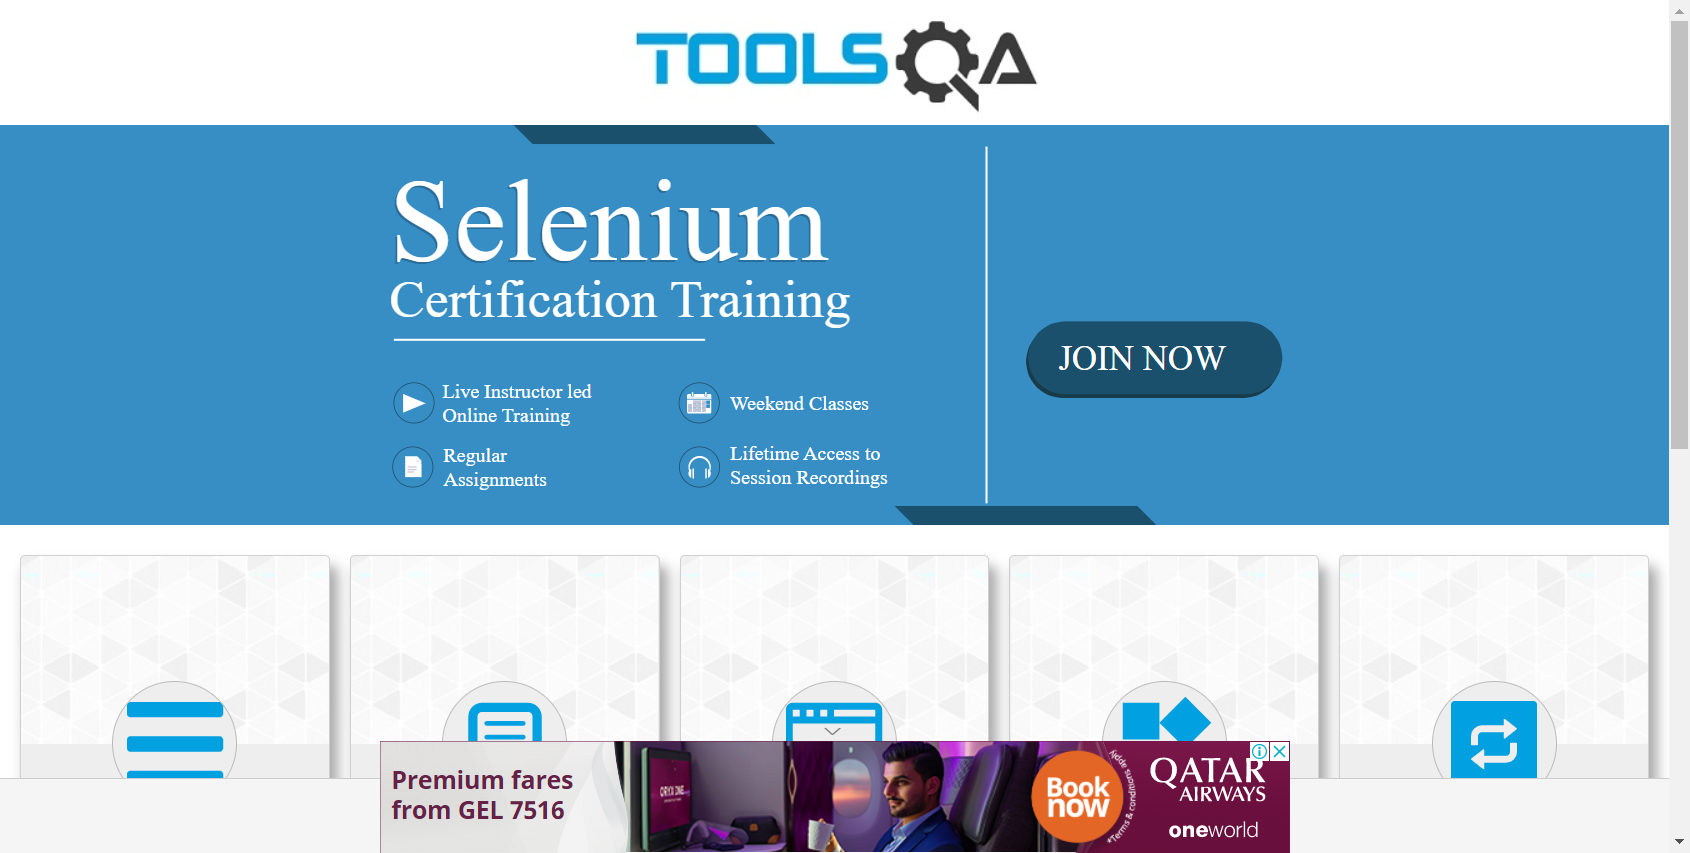 TOOLSQA
Selenium
Certification Training
Live Instructor led
Online Training
Weekend Classes
Regular
Assignments
Lifetime Access to
Session Recordings
JOIN NOW
Premium fares
from GEL 7516
ORYX ONE
Book
now
*Terms & conditions apply
QATAR
AIRWAYS
oneworld